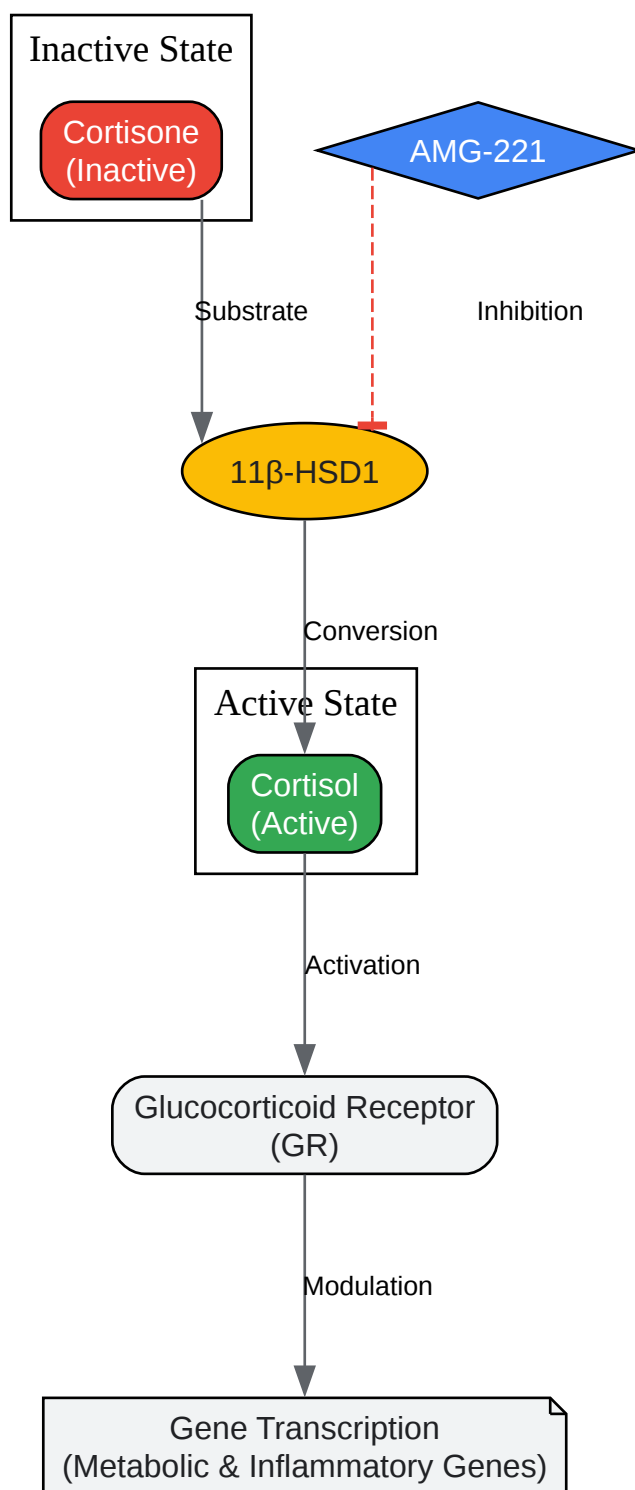 Inactive State
Cortisone
(Inactive)
AMG-221
Substrate
Inhibition
11β-HSD1
Conversion
Active State
Cortisol
(Active)
Activation
Glucocorticoid Receptor
(GR)
Modulation
Gene Transcription
(Metabolic & Inflammatory Genes)